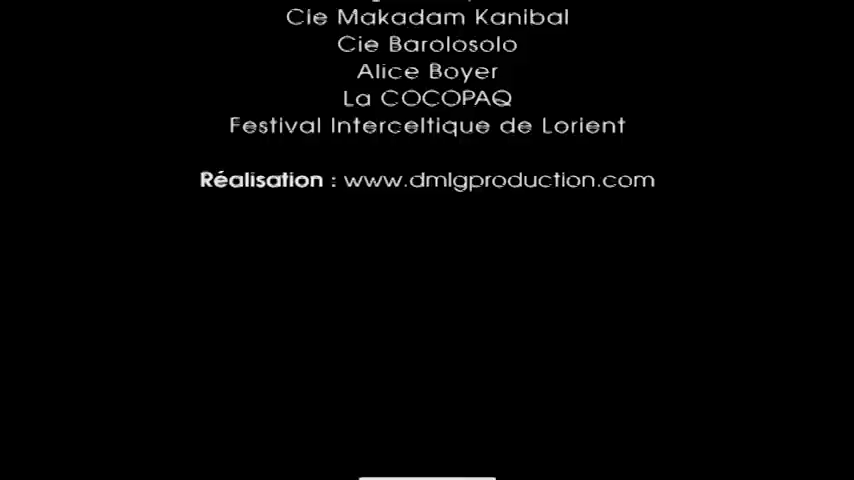 Cie Makadam Kanibal
Cie Barolosolo
Alice Boyer
La COCOPAQ
Festival Interceltique de Lorient
Réalisation : www.dmlgproduction.com